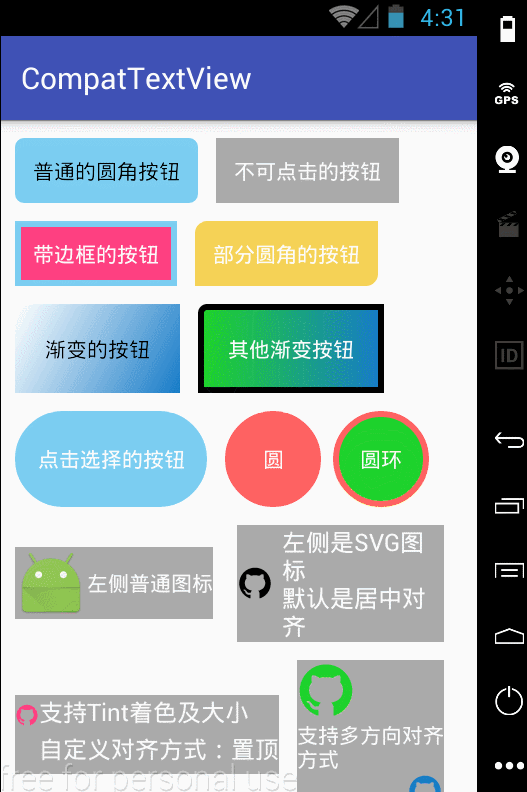 4:31
GPS
CompatTextView
普通的圆角按钮
不可点击的按钮
带边框的按钮
部分圆角的按钮
渐变的按钮
其他渐变按钮
ID
点击选择的按钮
圆
圆环
左侧普通图标
左侧是SVG图
标
默认是居中对
齐
支持Tint着色及大小
自定义对齐方式：置顶
支持多方向对齐
方式
free for personal use